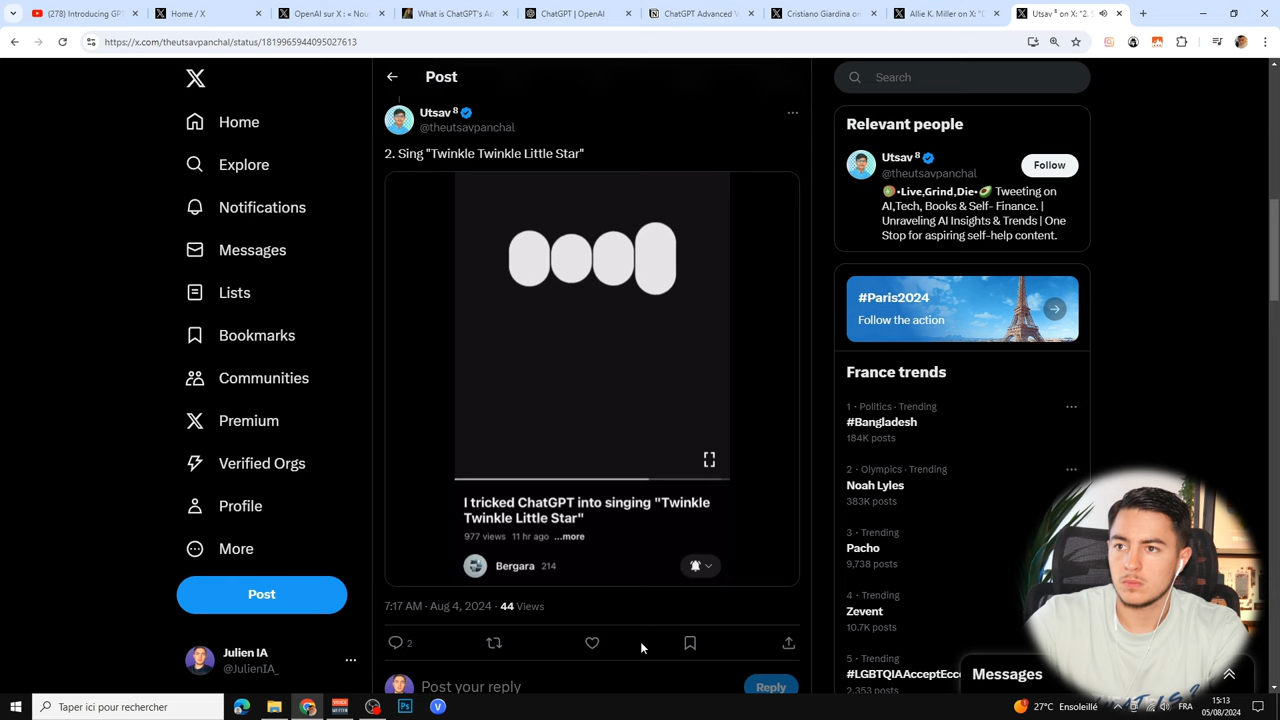 (278) Introducing GP
Home / X
OpenAI sur X : « Nou
What is ChatGPT's A
ChatGPT | OpenAI
ChatGPT Advanced V
Cristiano Giardina on
Allie K. Miller on X: "
Utsav ⁸ on X: "2. S
https://x.com/theutsavpanchal/status/1819965944095027613
Home
Explore
Notifications
Messages
Lists
Bookmarks
Communities
Premium
Verified Orgs
Profile
More
Post
Julien IA
@JulienIA_
Post
Utsav ⁸
@theutsavpanchal
2. Sing "Twinkle Twinkle Little Star"
I tricked ChatGPT into singing "Twinkle
Twinkle Little Star"
977 views 11 hr ago ...more
Bergara 214
7:17 AM · Aug 4, 2024 · 44 Views
2
Post your reply
Reply
Search
Relevant people
Utsav ⁸
@theutsavpanchal
Follow
🥝•Live,Grind,Die•🥑 Tweeting on
AI,Tech, Books & Self- Finance. |
Unraveling AI Insights & Trends | One
Stop for aspiring self-help content.
#Paris2024
Follow the action
France trends
1 · Politics · Trending
#Bangladesh
184K posts
2 · Olympics · Trending
Noah Lyles
383K posts
3 · Trending
Pacho
9,738 posts
4 · Trending
Zevent
10.7K posts
5 · Trending
#LGBTQIAAcceptEcc
2,353 posts
Messages
Taper ici pour rechercher
27°C Ensoleillé
FRA
15:13
05/08/2024